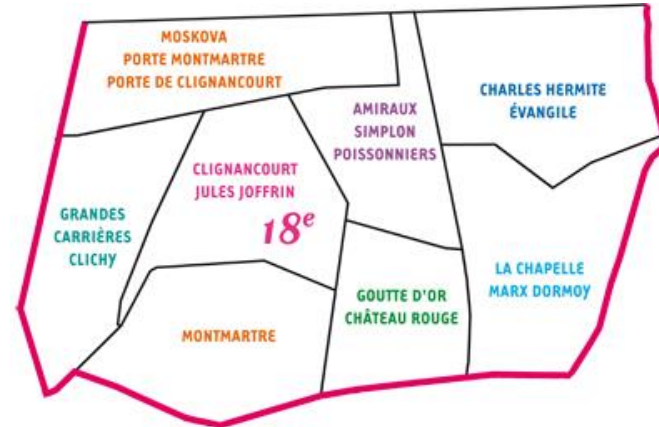 MOSKOVA
PORTE MONTMARTRE
PORTE DE CLIGNANCOURT
CHARLES HERMITE
ÉVANGILE
AMIRAUX
SIMPLON
POISSONNIERS
CLIGNANCOURT
JULES JOFFRIN
18e
GRANDES
CARRIÈRES
CLICHY
LA CHAPELLE
MARX DORMOY
GOUTTE D'OR
CHÂTEAU ROUGE
MONTMARTRE